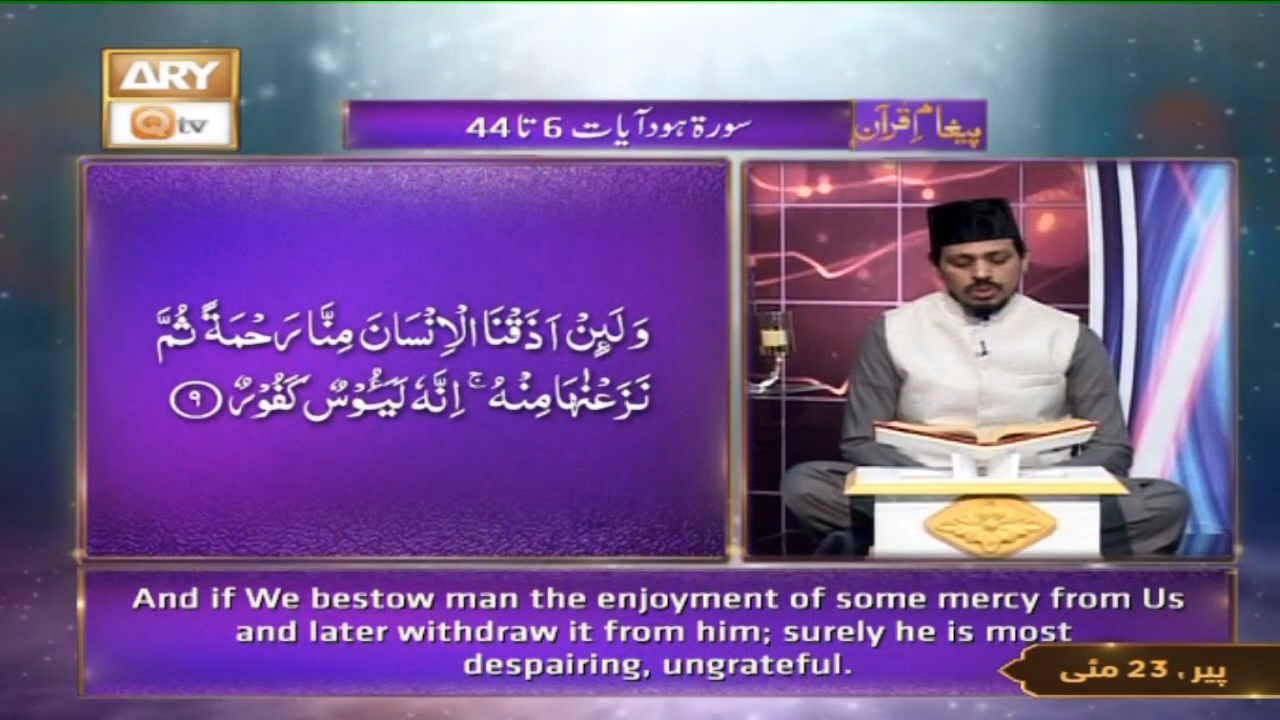 ARY
Qtv
پیغامِ قرآن
سورۃ ہود آیات 6 تا 44
وَلَىِٕنْ اَذَقْنَا الْاِنْسَانَ مِنَّا رَحْمَةً ثُمَّ
نَزَعْنٰهَا مِنْهُ ۚ اِنَّهٗ لَیَـُٔوْسٌ كَفُوْرٌ ۹
And if We bestow man the enjoyment of some mercy from Us
and later withdraw it from him; surely he is most
despairing, ungrateful.
پیر، 23 مئی